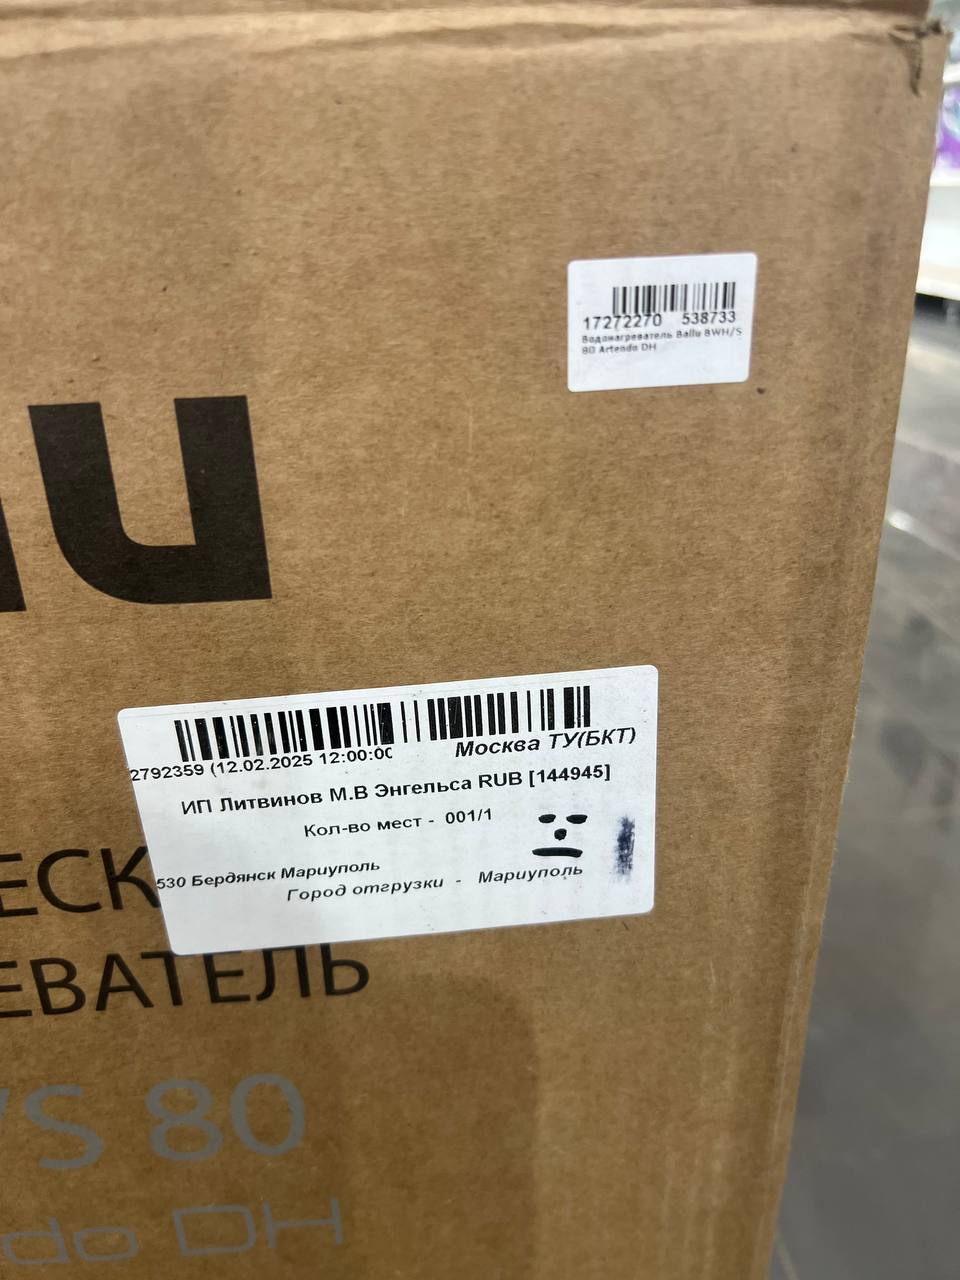 17272270 538733
Водонагреватель Ballu BWH/S
80 Artendo DH
Москва ТУ(БКТ)
2792359 (12.02.2025 12:00:00
ИП Литвинов М.В Энгельса RUB [144945]
Кол-во мест - 001/1
530 Бердянск Мариуполь
Город отгрузки - Мариуполь
ЕСК
ЕВАТЕЛЬ
/S 80
do DH